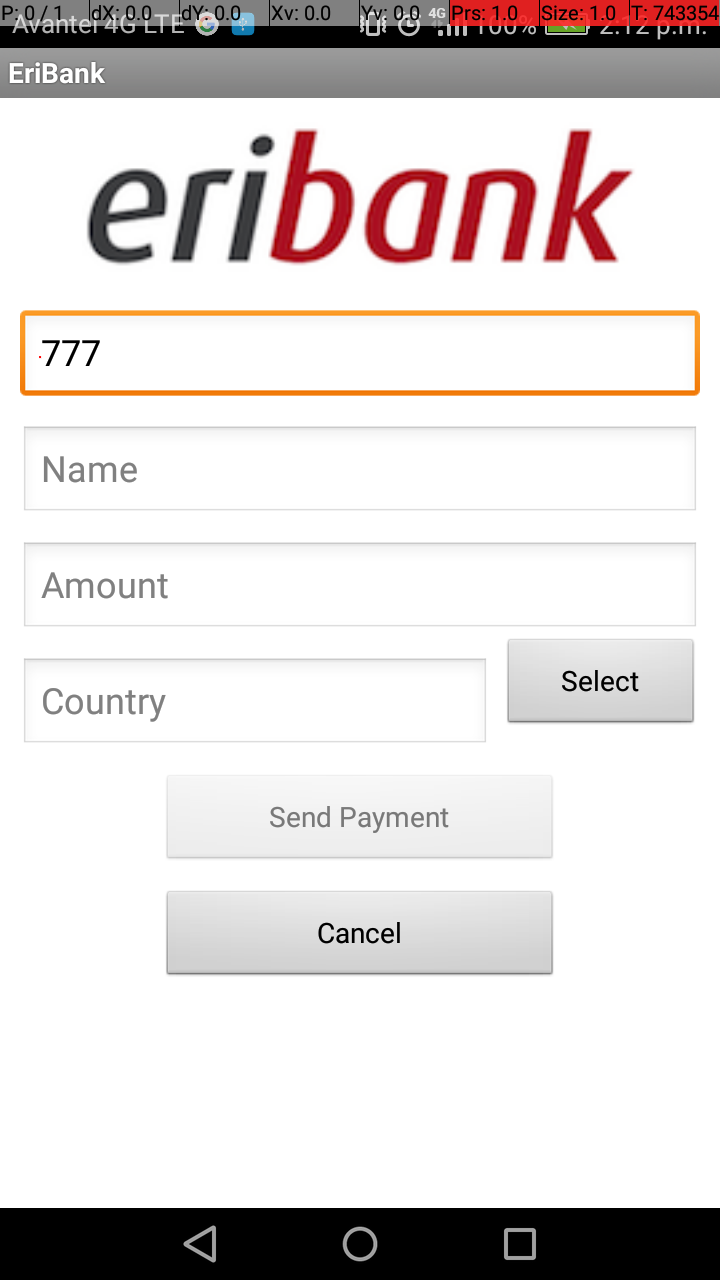 P: 0 / 1 dX: 0.0 dY: 0.0 Xv: 0.0 Yv: 0.0 Prs: 1.0 Size: 1.0 T: 743354
Avantel 4G LTE 4G 100% 2:12 p.m.
EriBank
eribank
777
Name
Amount
Country
Select
Send Payment
Cancel